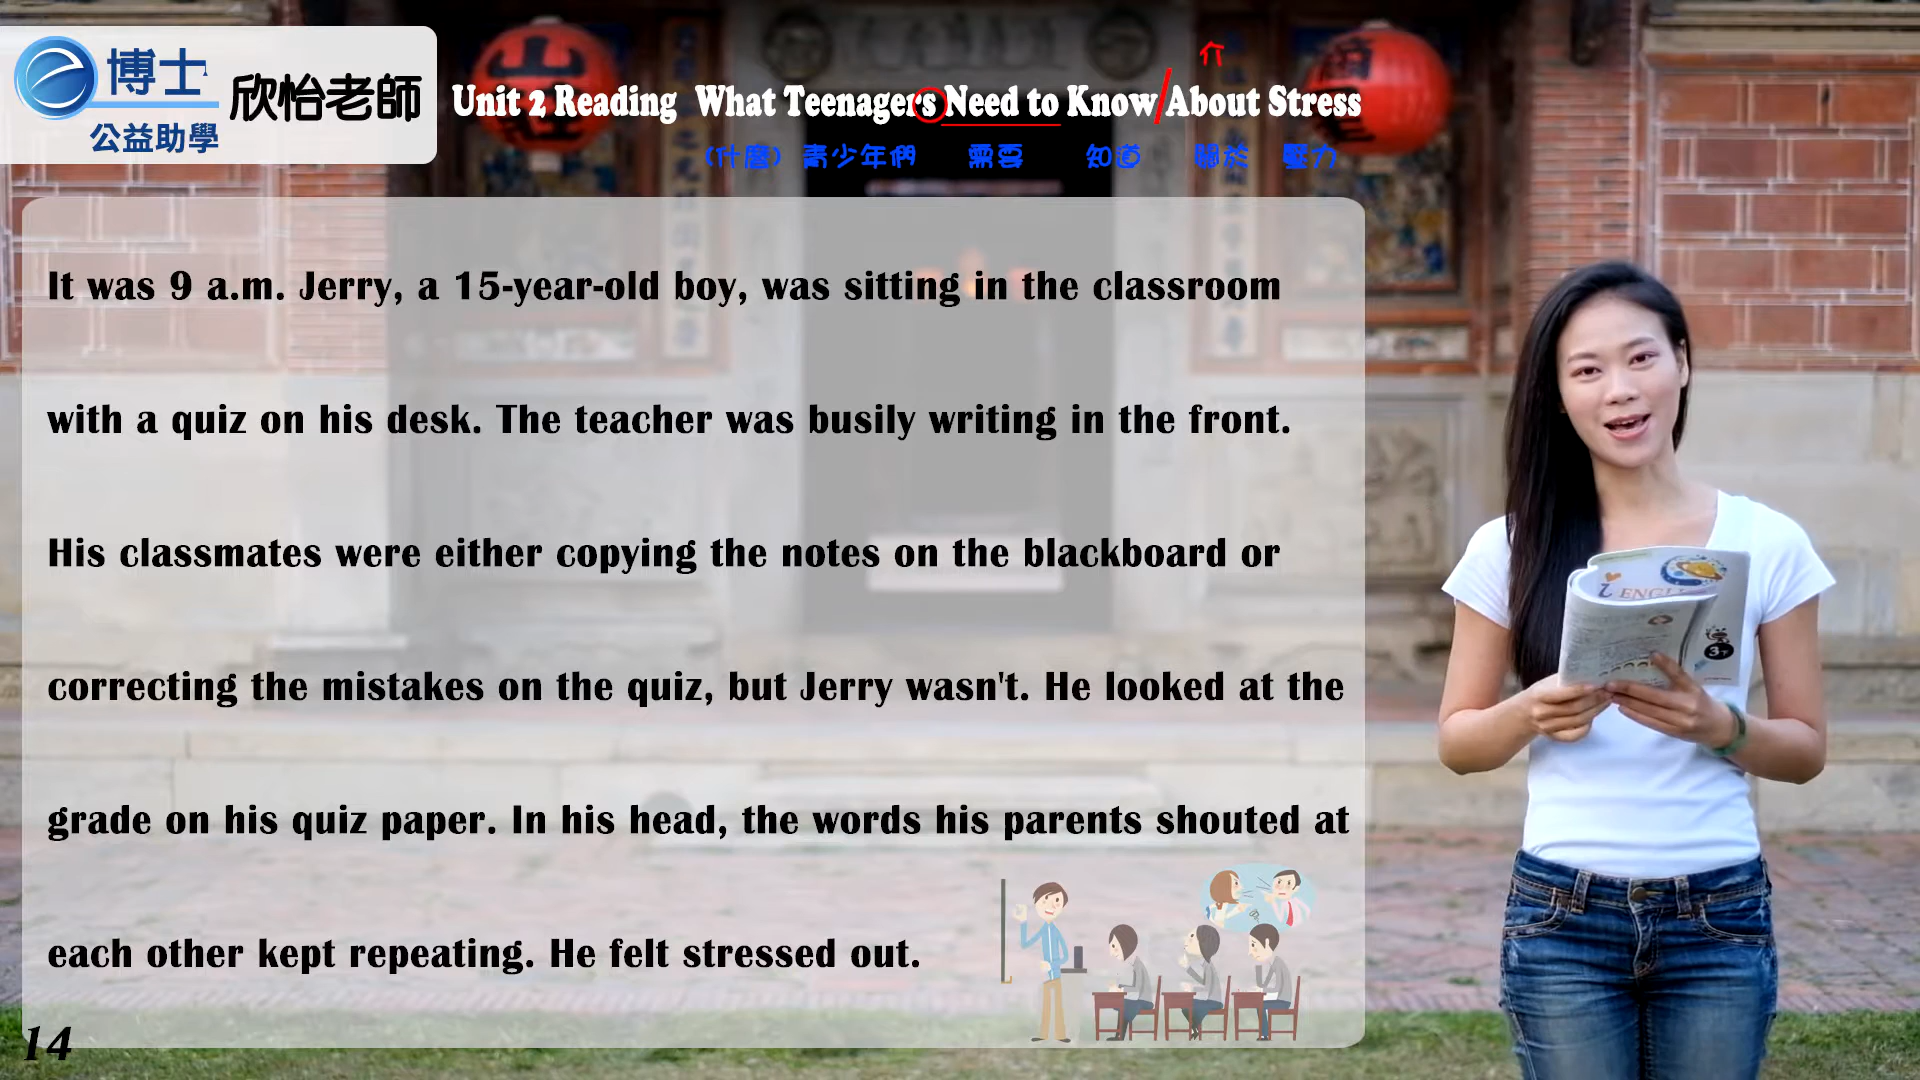 博士
公益助學
欣怡老師
介
Unit 2 Reading What Teenagers Need to Know About Stress
(什麼) 青少年們 需要 知道 關於 壓力
山
It was 9 a.m. Jerry, a 15-year-old boy, was sitting in the classroom
with a quiz on his desk. The teacher was busily writing in the front.
His classmates were either copying the notes on the blackboard or
correcting the mistakes on the quiz, but Jerry wasn't. He looked at the
grade on his quiz paper. In his head, the words his parents shouted at
each other kept repeating. He felt stressed out.
3下
14